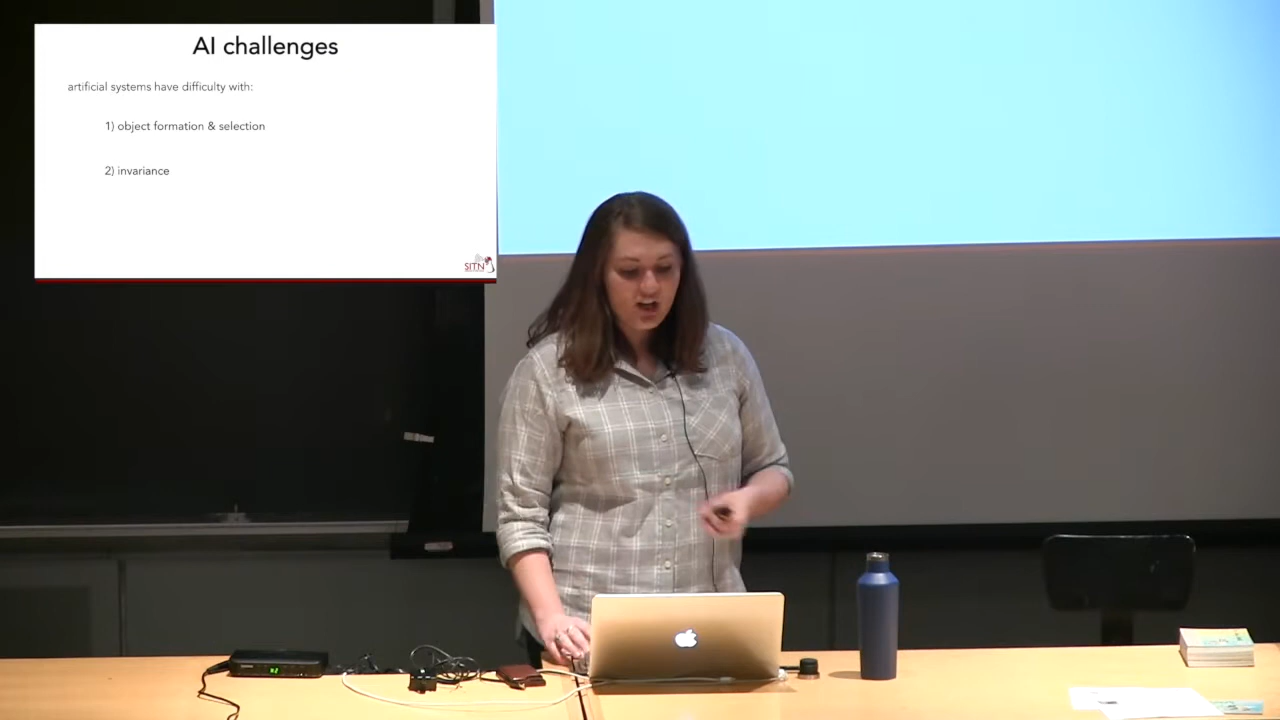 AI challenges
artificial systems have difficulty with:
1) object formation & selection
2) invariance
SITN